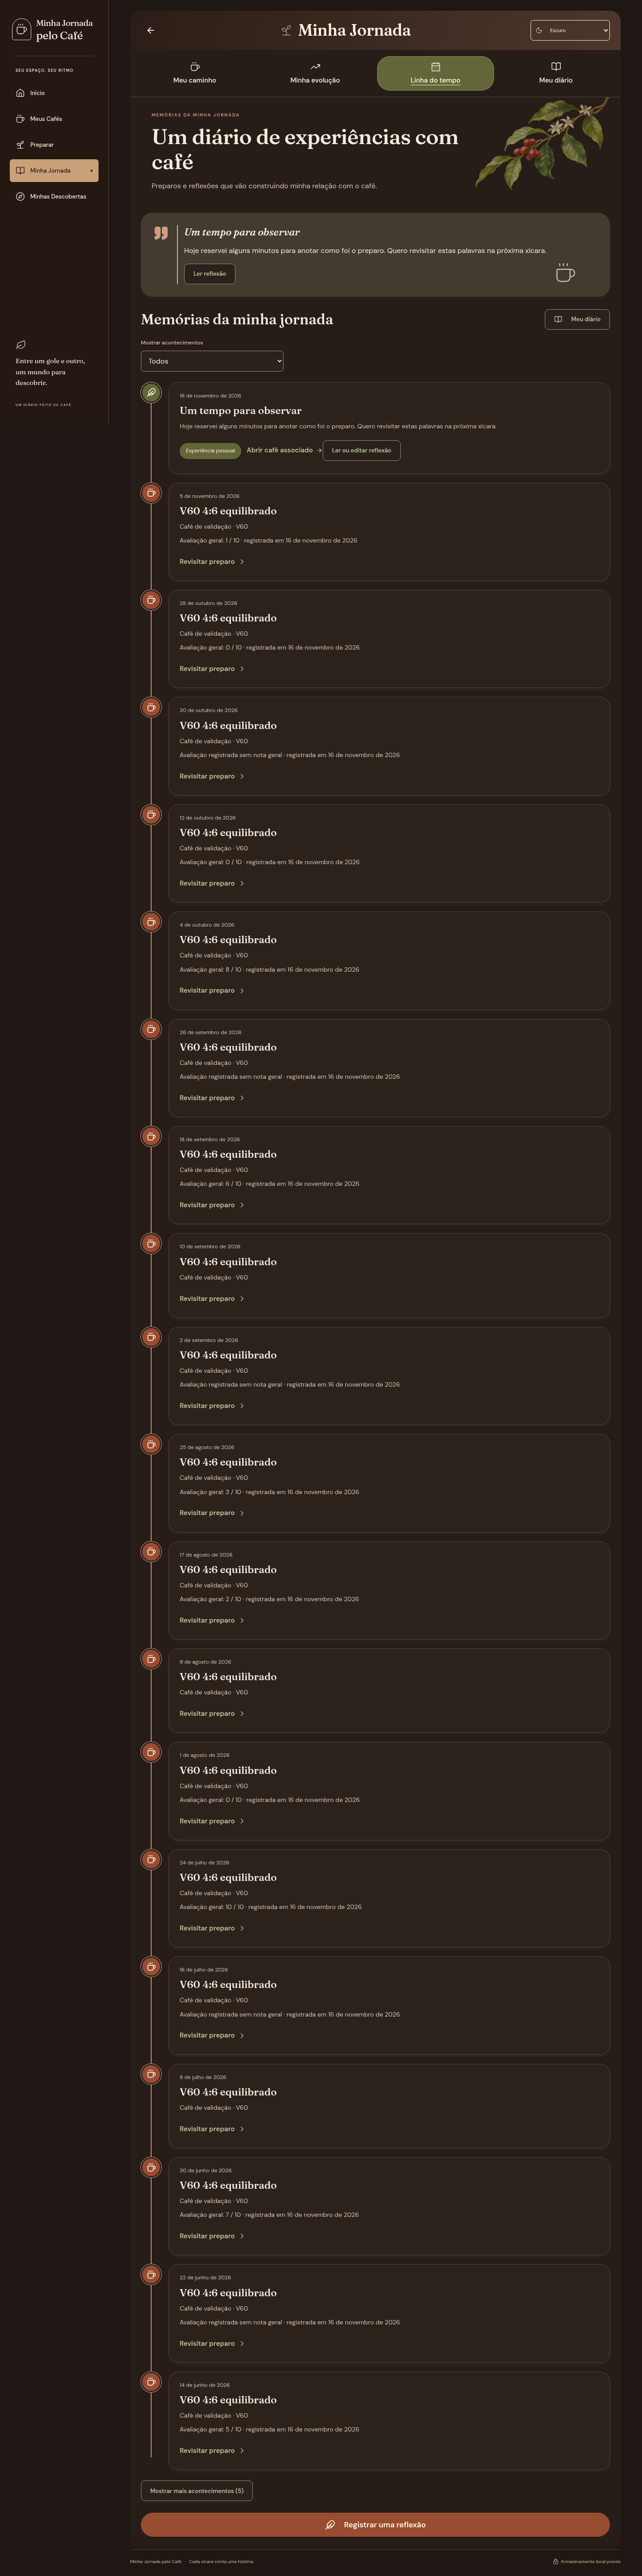 Minha Jornada
pelo Café
SEU ESPAÇO, SEU RITMO
Início
Meus Cafés
Preparar
Minha Jornada
Minhas Descobertas
Entre um gole e outro,
um mundo para
descobrir.
UM DIÁRIO FEITO DE CAFÉ.
Minha Jornada
Escuro
Meu caminho
Minha evolução
Linha do tempo
Meu diário
MEMÓRIAS DA MINHA JORNADA
Um diário de experiências com
café
Preparos e reflexões que vão construindo minha relação com o café.
Um tempo para observar
Hoje reservei alguns minutos para anotar como foi o preparo. Quero revisitar estas palavras na próxima xícara.
Ler reflexão
Memórias da minha jornada
Meu diário
Mostrar acontecimentos
Todos
16 de novembro de 2026
Um tempo para observar
Hoje reservei alguns minutos para anotar como foi o preparo. Quero revisitar estas palavras na próxima xícara.
Experiência pessoal
Abrir café associado →
Ler ou editar reflexão
5 de novembro de 2026
V60 4:6 equilibrado
Café de validação · V60
Avaliação geral: 1 / 10 · registrada em 16 de novembro de 2026
Revisitar preparo
28 de outubro de 2026
V60 4:6 equilibrado
Café de validação · V60
Avaliação geral: 0 / 10 · registrada em 16 de novembro de 2026
Revisitar preparo
20 de outubro de 2026
V60 4:6 equilibrado
Café de validação · V60
Avaliação registrada sem nota geral · registrada em 16 de novembro de 2026
Revisitar preparo
12 de outubro de 2026
V60 4:6 equilibrado
Café de validação · V60
Avaliação geral: 0 / 10 · registrada em 16 de novembro de 2026
Revisitar preparo
4 de outubro de 2026
V60 4:6 equilibrado
Café de validação · V60
Avaliação geral: 8 / 10 · registrada em 16 de novembro de 2026
Revisitar preparo
26 de setembro de 2026
V60 4:6 equilibrado
Café de validação · V60
Avaliação registrada sem nota geral · registrada em 16 de novembro de 2026
Revisitar preparo
18 de setembro de 2026
V60 4:6 equilibrado
Café de validação · V60
Avaliação geral: 6 / 10 · registrada em 16 de novembro de 2026
Revisitar preparo
10 de setembro de 2026
V60 4:6 equilibrado
Café de validação · V60
Revisitar preparo
2 de setembro de 2026
V60 4:6 equilibrado
Café de validação · V60
Avaliação registrada sem nota geral · registrada em 16 de novembro de 2026
Revisitar preparo
25 de agosto de 2026
V60 4:6 equilibrado
Café de validação · V60
Avaliação geral: 3 / 10 · registrada em 16 de novembro de 2026
Revisitar preparo
17 de agosto de 2026
V60 4:6 equilibrado
Café de validação · V60
Avaliação geral: 2 / 10 · registrada em 16 de novembro de 2026
Revisitar preparo
9 de agosto de 2026
V60 4:6 equilibrado
Café de validação · V60
Revisitar preparo
1 de agosto de 2026
V60 4:6 equilibrado
Café de validação · V60
Avaliação geral: 0 / 10 · registrada em 16 de novembro de 2026
Revisitar preparo
24 de julho de 2026
V60 4:6 equilibrado
Café de validação · V60
Avaliação geral: 10 / 10 · registrada em 16 de novembro de 2026
Revisitar preparo
16 de julho de 2026
V60 4:6 equilibrado
Café de validação · V60
Avaliação registrada sem nota geral · registrada em 16 de novembro de 2026
Revisitar preparo
8 de julho de 2026
V60 4:6 equilibrado
Café de validação · V60
Revisitar preparo
30 de junho de 2026
V60 4:6 equilibrado
Café de validação · V60
Avaliação geral: 7 / 10 · registrada em 16 de novembro de 2026
Revisitar preparo
22 de junho de 2026
V60 4:6 equilibrado
Café de validação · V60
Avaliação registrada sem nota geral · registrada em 16 de novembro de 2026
Revisitar preparo
14 de junho de 2026
V60 4:6 equilibrado
Café de validação · V60
Avaliação geral: 5 / 10 · registrada em 16 de novembro de 2026
Revisitar preparo
Mostrar mais acontecimentos (5)
Registrar uma reflexão
Minha Jornada pelo Café · Cada xícara conta uma história.
Armazenamento local pronto